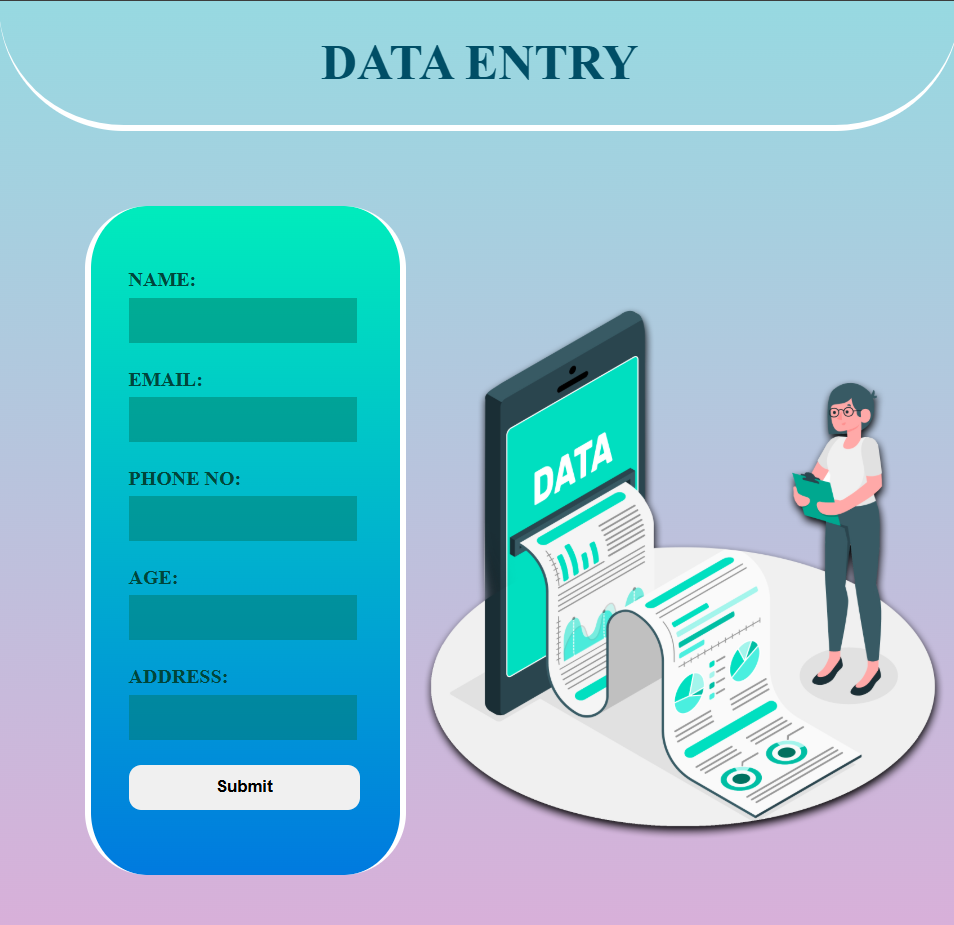 DATA ENTRY
NAME:
EMAIL:
PHONE NO:
AGE:
ADDRESS:
Submit
DATA